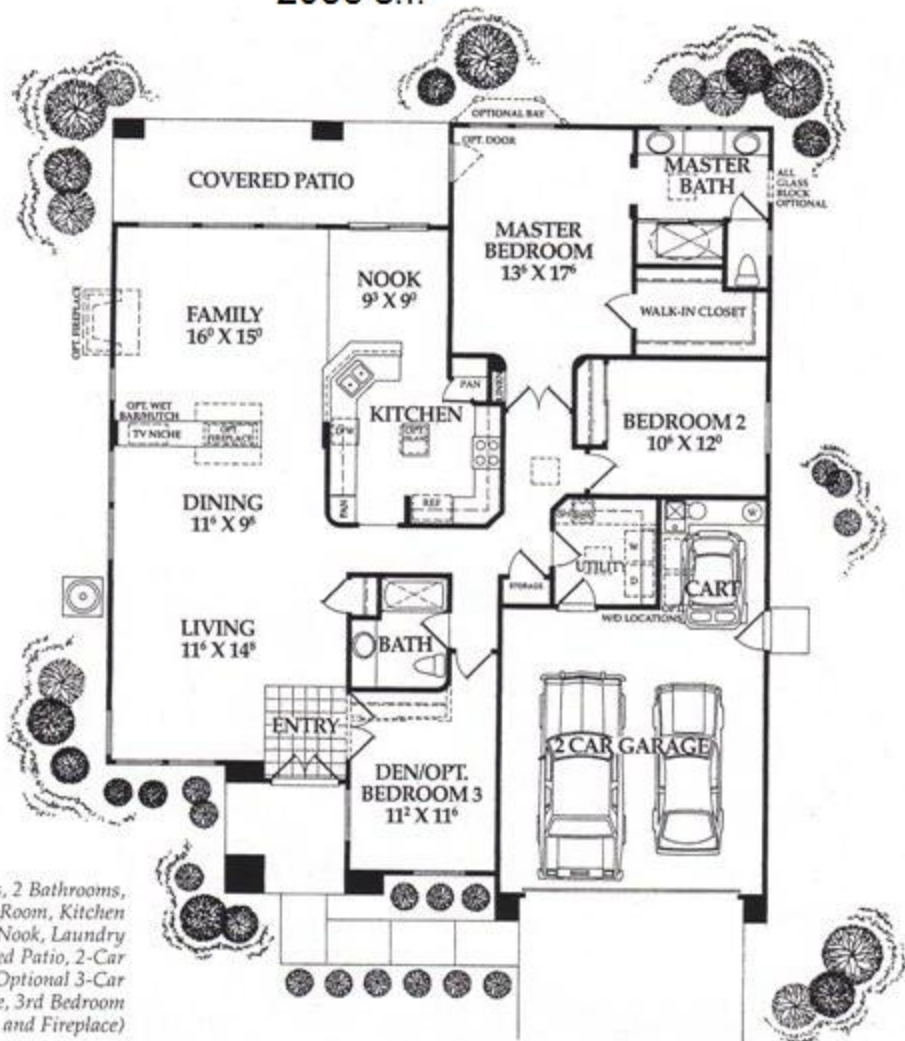 OPTIONAL BAY
OPT. DOOR
COVERED PATIO
MASTER
BATH
ALL
GLASS
BLOCK
OPTIONAL
MASTER
BEDROOM
13⁶ X 17⁶
NOOK
9³ X 9⁰
FAMILY
16⁰ X 15⁰
OPT. FIREPLACE
WALK-IN CLOSET
PAN
LINEN
KITCHEN
OPT.
ISLAND
D/W
REF
PAN
OPT. WET
BAR/HUTCH
TV NICHE
OPT.
FIREPLACE
BEDROOM 2
10⁶ X 12⁰
DINING
11⁶ X 9⁸
UTILITY
W
D
W
STORAGE
CART
W/D LOCATIONS
LIVING
11⁶ X 14⁸
BATH
ENTRY
2 CAR GARAGE
DEN/OPT.
BEDROOM 3
11² X 11⁶
, 2 Bathrooms,
Room, Kitchen
Nook, Laundry
ed Patio, 2-Car
Optional 3-Car
e, 3rd Bedroom
and Fireplace)